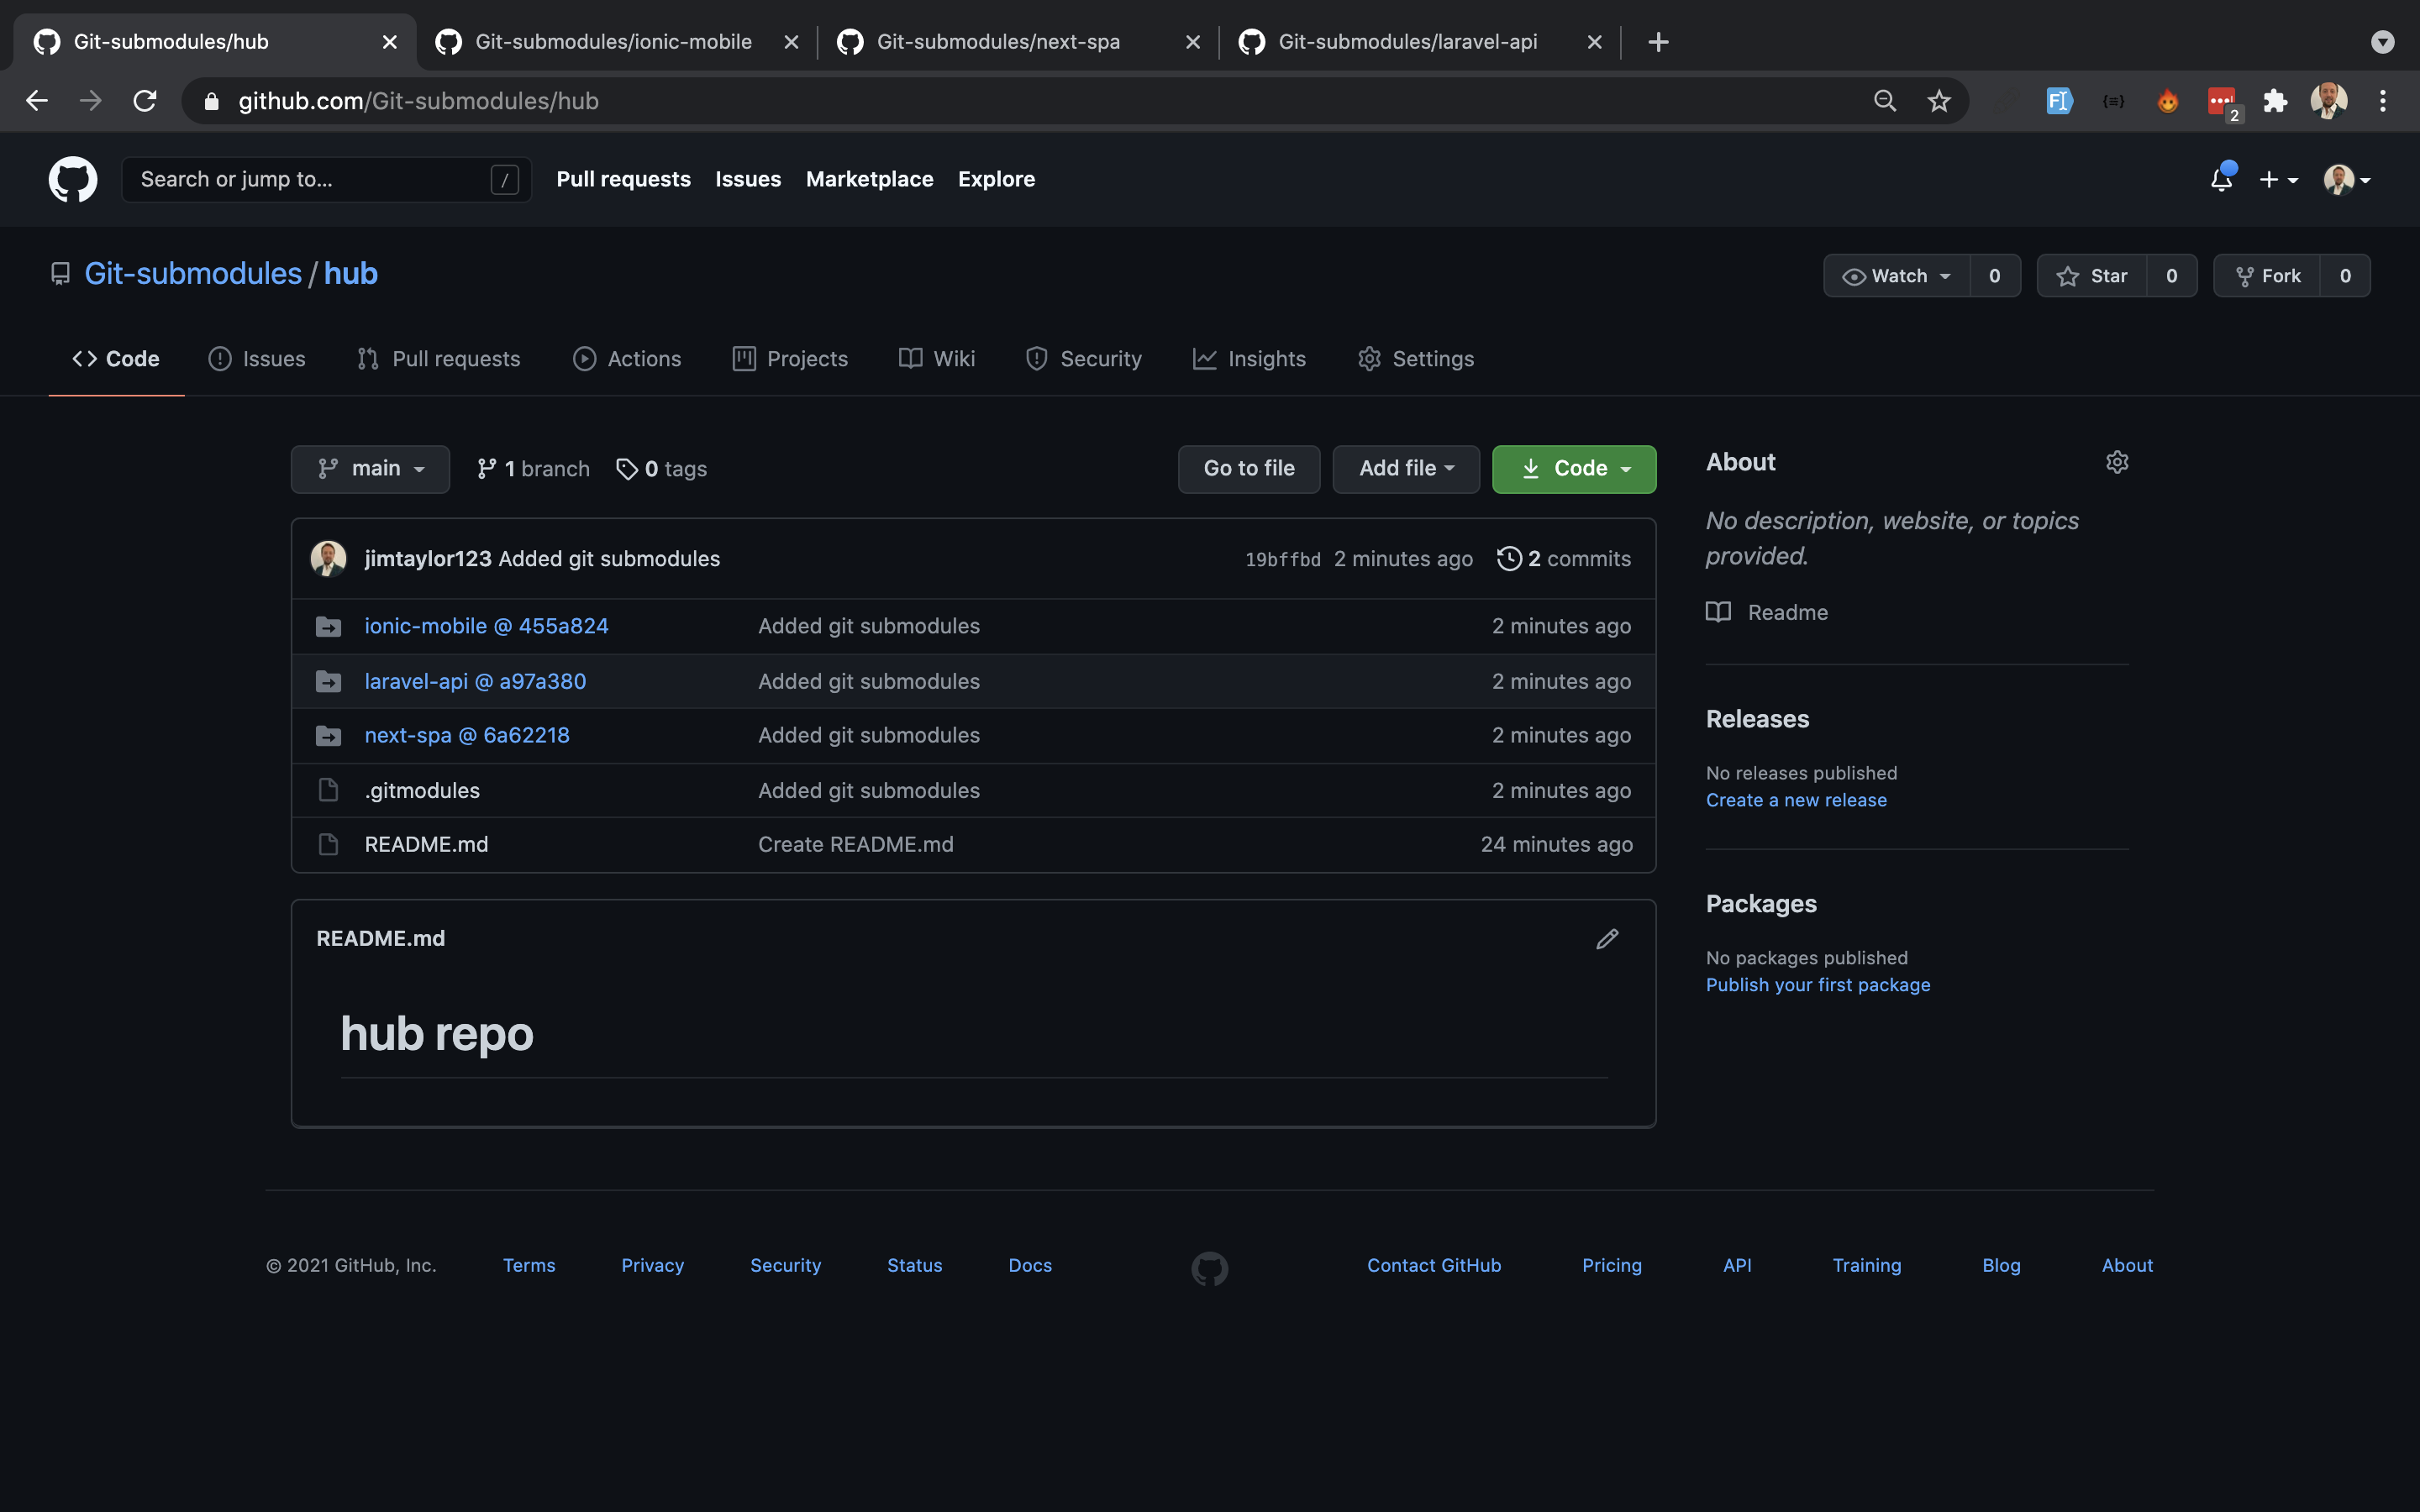 Git-submodules/hub
Git-submodules/ionic-mobile
Git-submodules/next-spa
Git-submodules/laravel-api
github.com/Git-submodules/hub
2
Search or jump to...
/
Pull requests
Issues
Marketplace
Explore
Git-submodules / hub
Watch 0
Star 0
Fork 0
Code
Issues
Pull requests
Actions
Projects
Wiki
Security
Insights
Settings
main
1 branch
0 tags
Go to file
Add file
Code
jimtaylor123 Added git submodules
19bffbd 2 minutes ago
2 commits
ionic-mobile @ 455a824 Added git submodules 2 minutes ago
laravel-api @ a97a380 Added git submodules 2 minutes ago
next-spa @ 6a62218 Added git submodules 2 minutes ago
.gitmodules Added git submodules 2 minutes ago
README.md Create README.md 24 minutes ago
README.md
hub repo
About
No description, website, or topics
provided.
Readme
Releases
No releases published
Create a new release
Packages
No packages published
Publish your first package
© 2021 GitHub, Inc.
Terms
Privacy
Security
Status
Docs
Contact GitHub
Pricing
API
Training
Blog
About